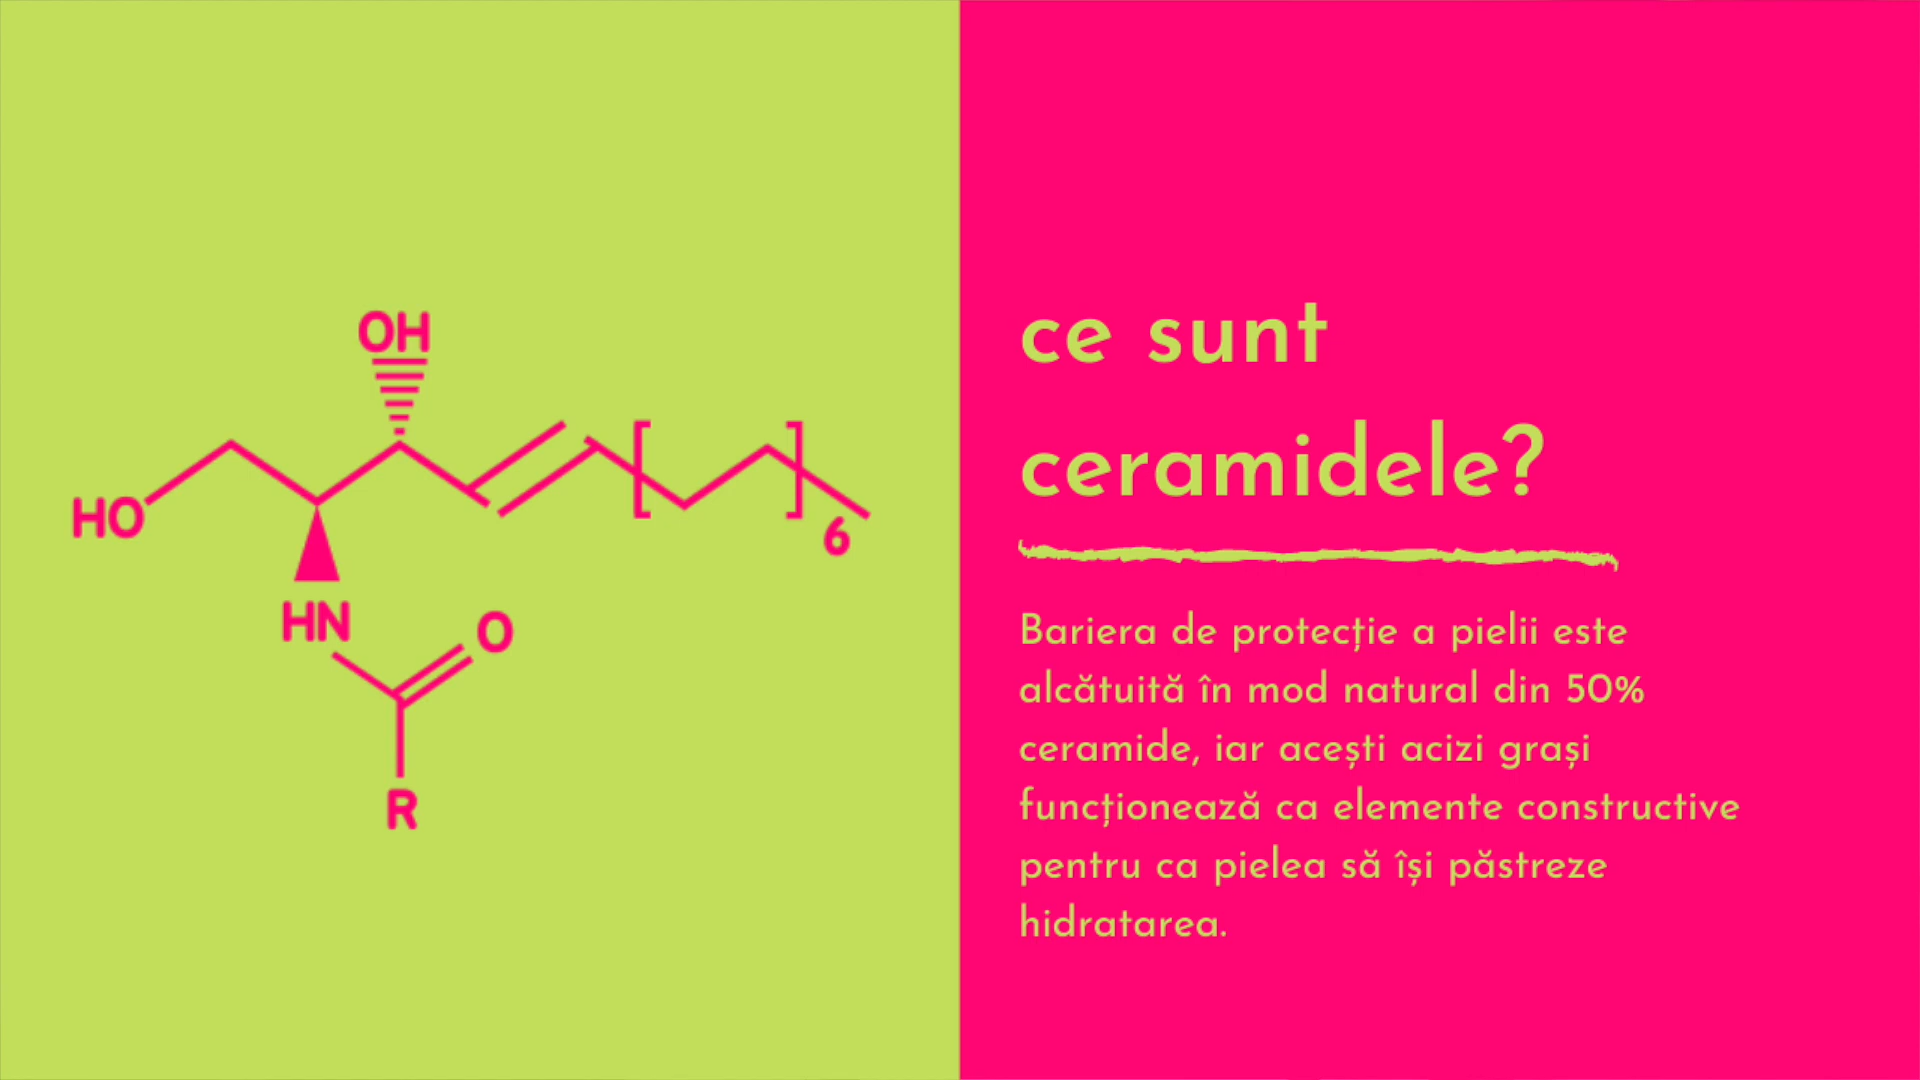 OH
HO
6
HN
O
R
ce sunt
ceramidele?
Bariera de protecție a pielii este
alcătuită în mod natural din 50%
ceramide, iar acești acizi grași
funcționează ca elemente constructive
pentru ca pielea să își păstreze
hidratarea.